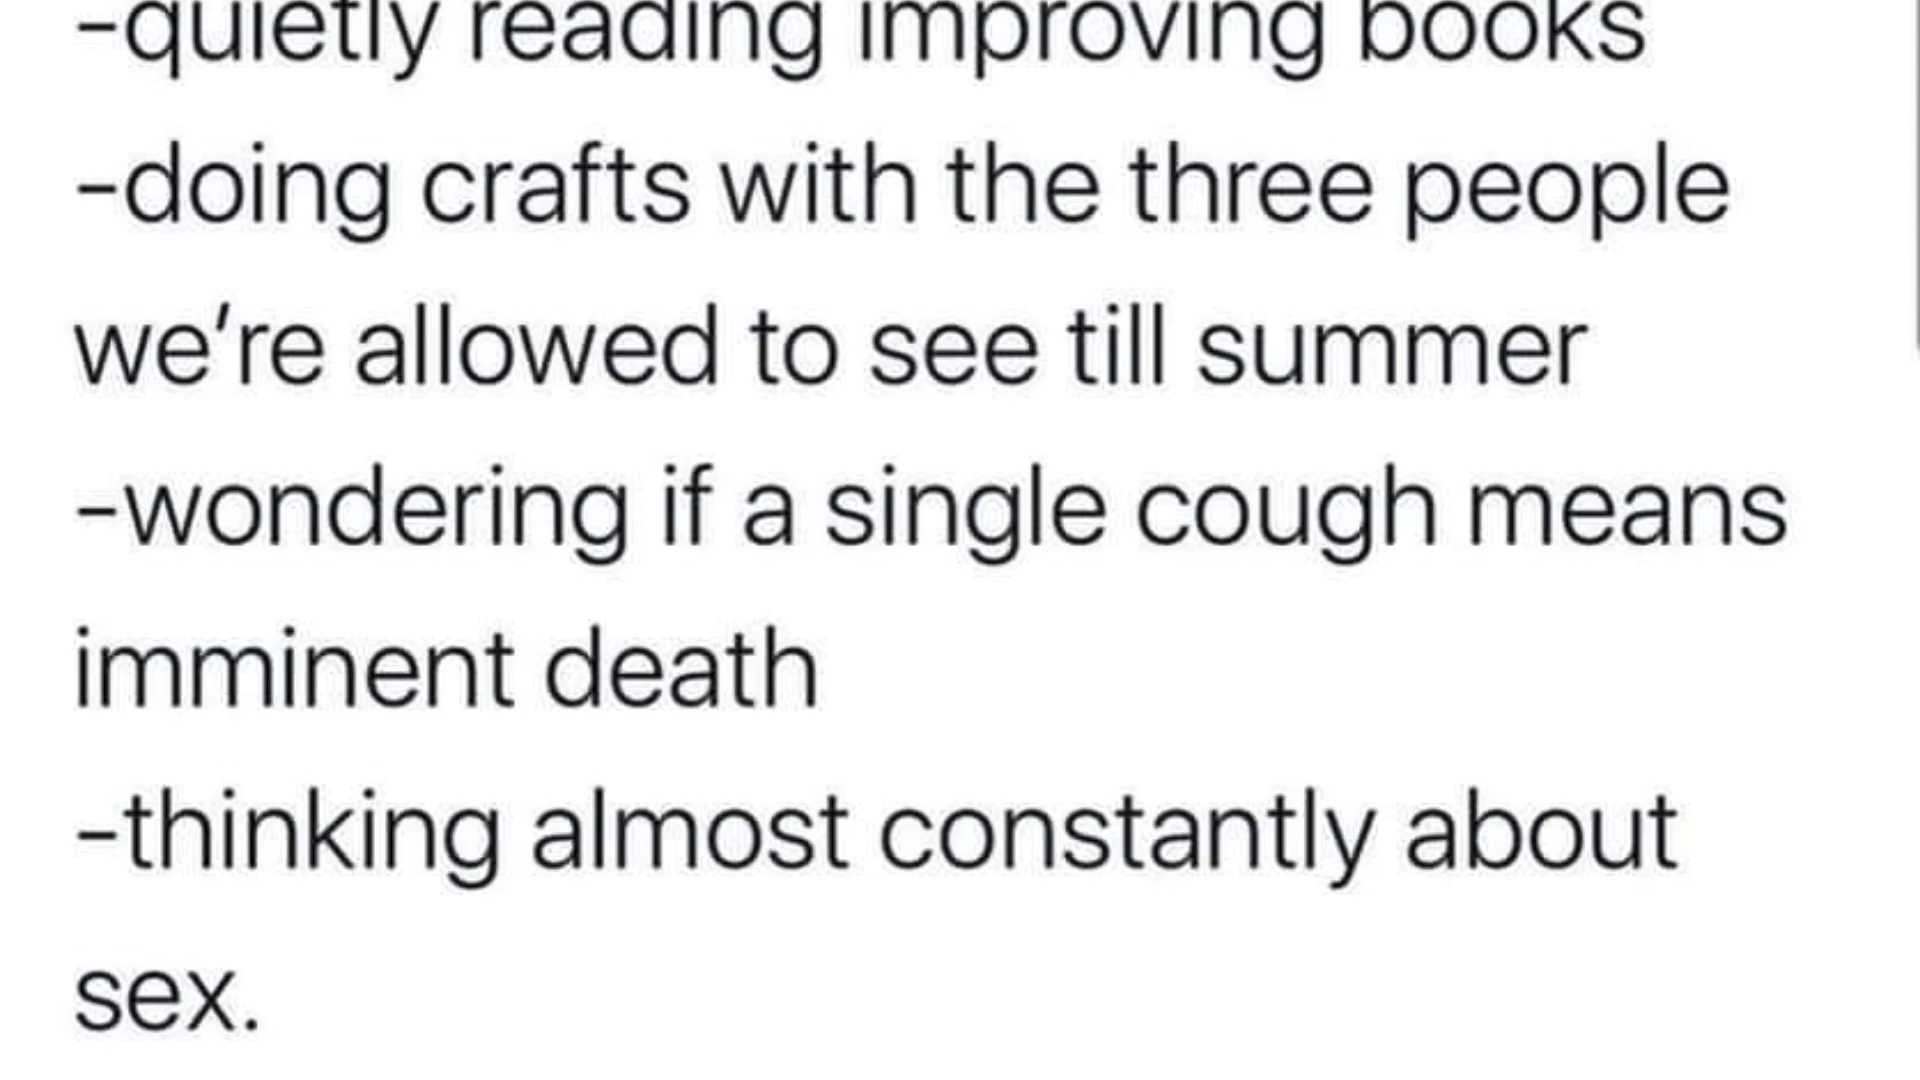 -quietly reading improving books
-doing crafts with the three people
we're allowed to see till summer
-wondering if a single cough means
imminent death
-thinking almost constantly about
sex.